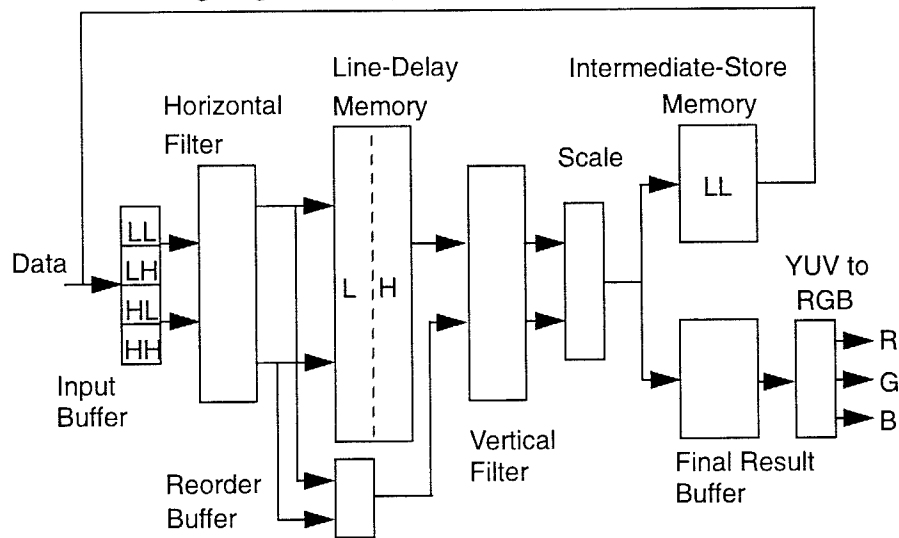 Line-Delay
Memory
Intermediate-Store
Memory
Horizontal
Filter
Scale
LL
LL
LH
HL
HH
Data
L
H
YUV to
RGB
R
G
B
Input
Buffer
Vertical
Filter
Final Result
Buffer
Reorder
Buffer